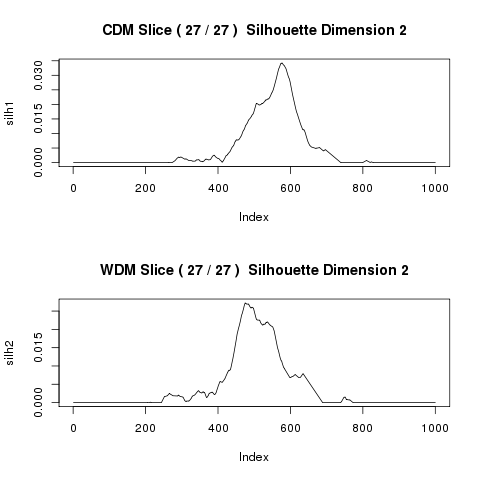 CDM Slice ( 27 / 27 )  Silhouette Dimension 2
silh1
0.030
0.015
0.000
0 200 400 600 800 1000
Index
WDM Slice ( 27 / 27 )  Silhouette Dimension 2
silh2
0.015
0.000
0 200 400 600 800 1000
Index